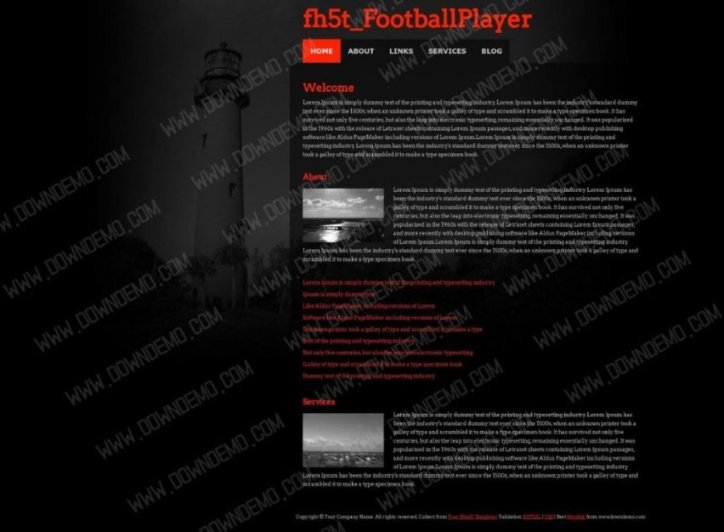 fh5t_FootballPlayer
HOME ABOUT LINKS SERVICES BLOG
Welcome
Lorem Ipsum is simply dummy text of the printing and typesetting industry. Lorem Ipsum has been the industry's standard dummy
text ever since the 1500s, when an unknown printer took a galley of type and scrambled it to make a type specimen book. It has
survived not only five centuries, but also the leap into electronic typesetting, remaining essentially unchanged. It was popularised
in the 1960s with the release of Letraset sheets containing Lorem Ipsum passages, and more recently with desktop publishing
software like Aldus PageMaker including versions of Lorem Ipsum.Lorem Ipsum is simply dummy text of the printing and
typesetting industry. Lorem Ipsum has been the industry's standard dummy text ever since the 1500s, when an unknown printer
took a galley of type and scrambled it to make a type specimen book.
About
Lorem Ipsum is simply dummy text of the printing and typesetting industry. Lorem Ipsum has
been the industry's standard dummy text ever since the 1500s, when an unknown printer took a
galley of type and scrambled it to make a type specimen book. It has survived not only five
centuries, but also the leap into electronic typesetting, remaining essentially unchanged. It was
popularised in the 1960s with the release of Letraset sheets containing Lorem Ipsum passages,
and more recently with desktop publishing software like Aldus PageMaker including versions
of Lorem Ipsum.Lorem Ipsum is simply dummy text of the printing and typesetting industry.
Lorem Ipsum has been the industry's standard dummy text ever since the 1500s, when an unknown printer took a galley of type and
scrambled it to make a type specimen book.
Lorem Ipsum is simply dummy text of the printing and typesetting industry
Ipsum is simply dummy text
Like Aldus PageMaker including versions of Lorem
Software like Aldus PageMaker including versions of Lorem
Unknown printer took a galley of type and scrambled it to make a type
Text of the printing and typesetting industry
Not only five centuries, but also the leap into electronic typesetting
Galley of type and scrambled it to make a type specimen book
Dummy text of the printing and typesetting industry
Services
Lorem Ipsum is simply dummy text of the printing and typesetting industry. Lorem Ipsum has
been the industry's standard dummy text ever since the 1500s, when an unknown printer took a
galley of type and scrambled it to make a type specimen book. It has survived not only five
centuries, but also the leap into electronic typesetting, remaining essentially unchanged. It was
popularised in the 1960s with the release of Letraset sheets containing Lorem Ipsum passages,
and more recently with desktop publishing software like Aldus PageMaker including versions
of Lorem Ipsum.Lorem Ipsum is simply dummy text of the printing and typesetting industry.
Lorem Ipsum has been the industry's standard dummy text ever since the 1500s, when an unknown printer took a galley of type and
scrambled it to make a type specimen book.
Copyright © Your Company Name. All rights reserved. Collect from Free Html5 Templates Validation XHTML | CSS | Best from www.downdemo.com
WWW.DOWNDEMO.COM